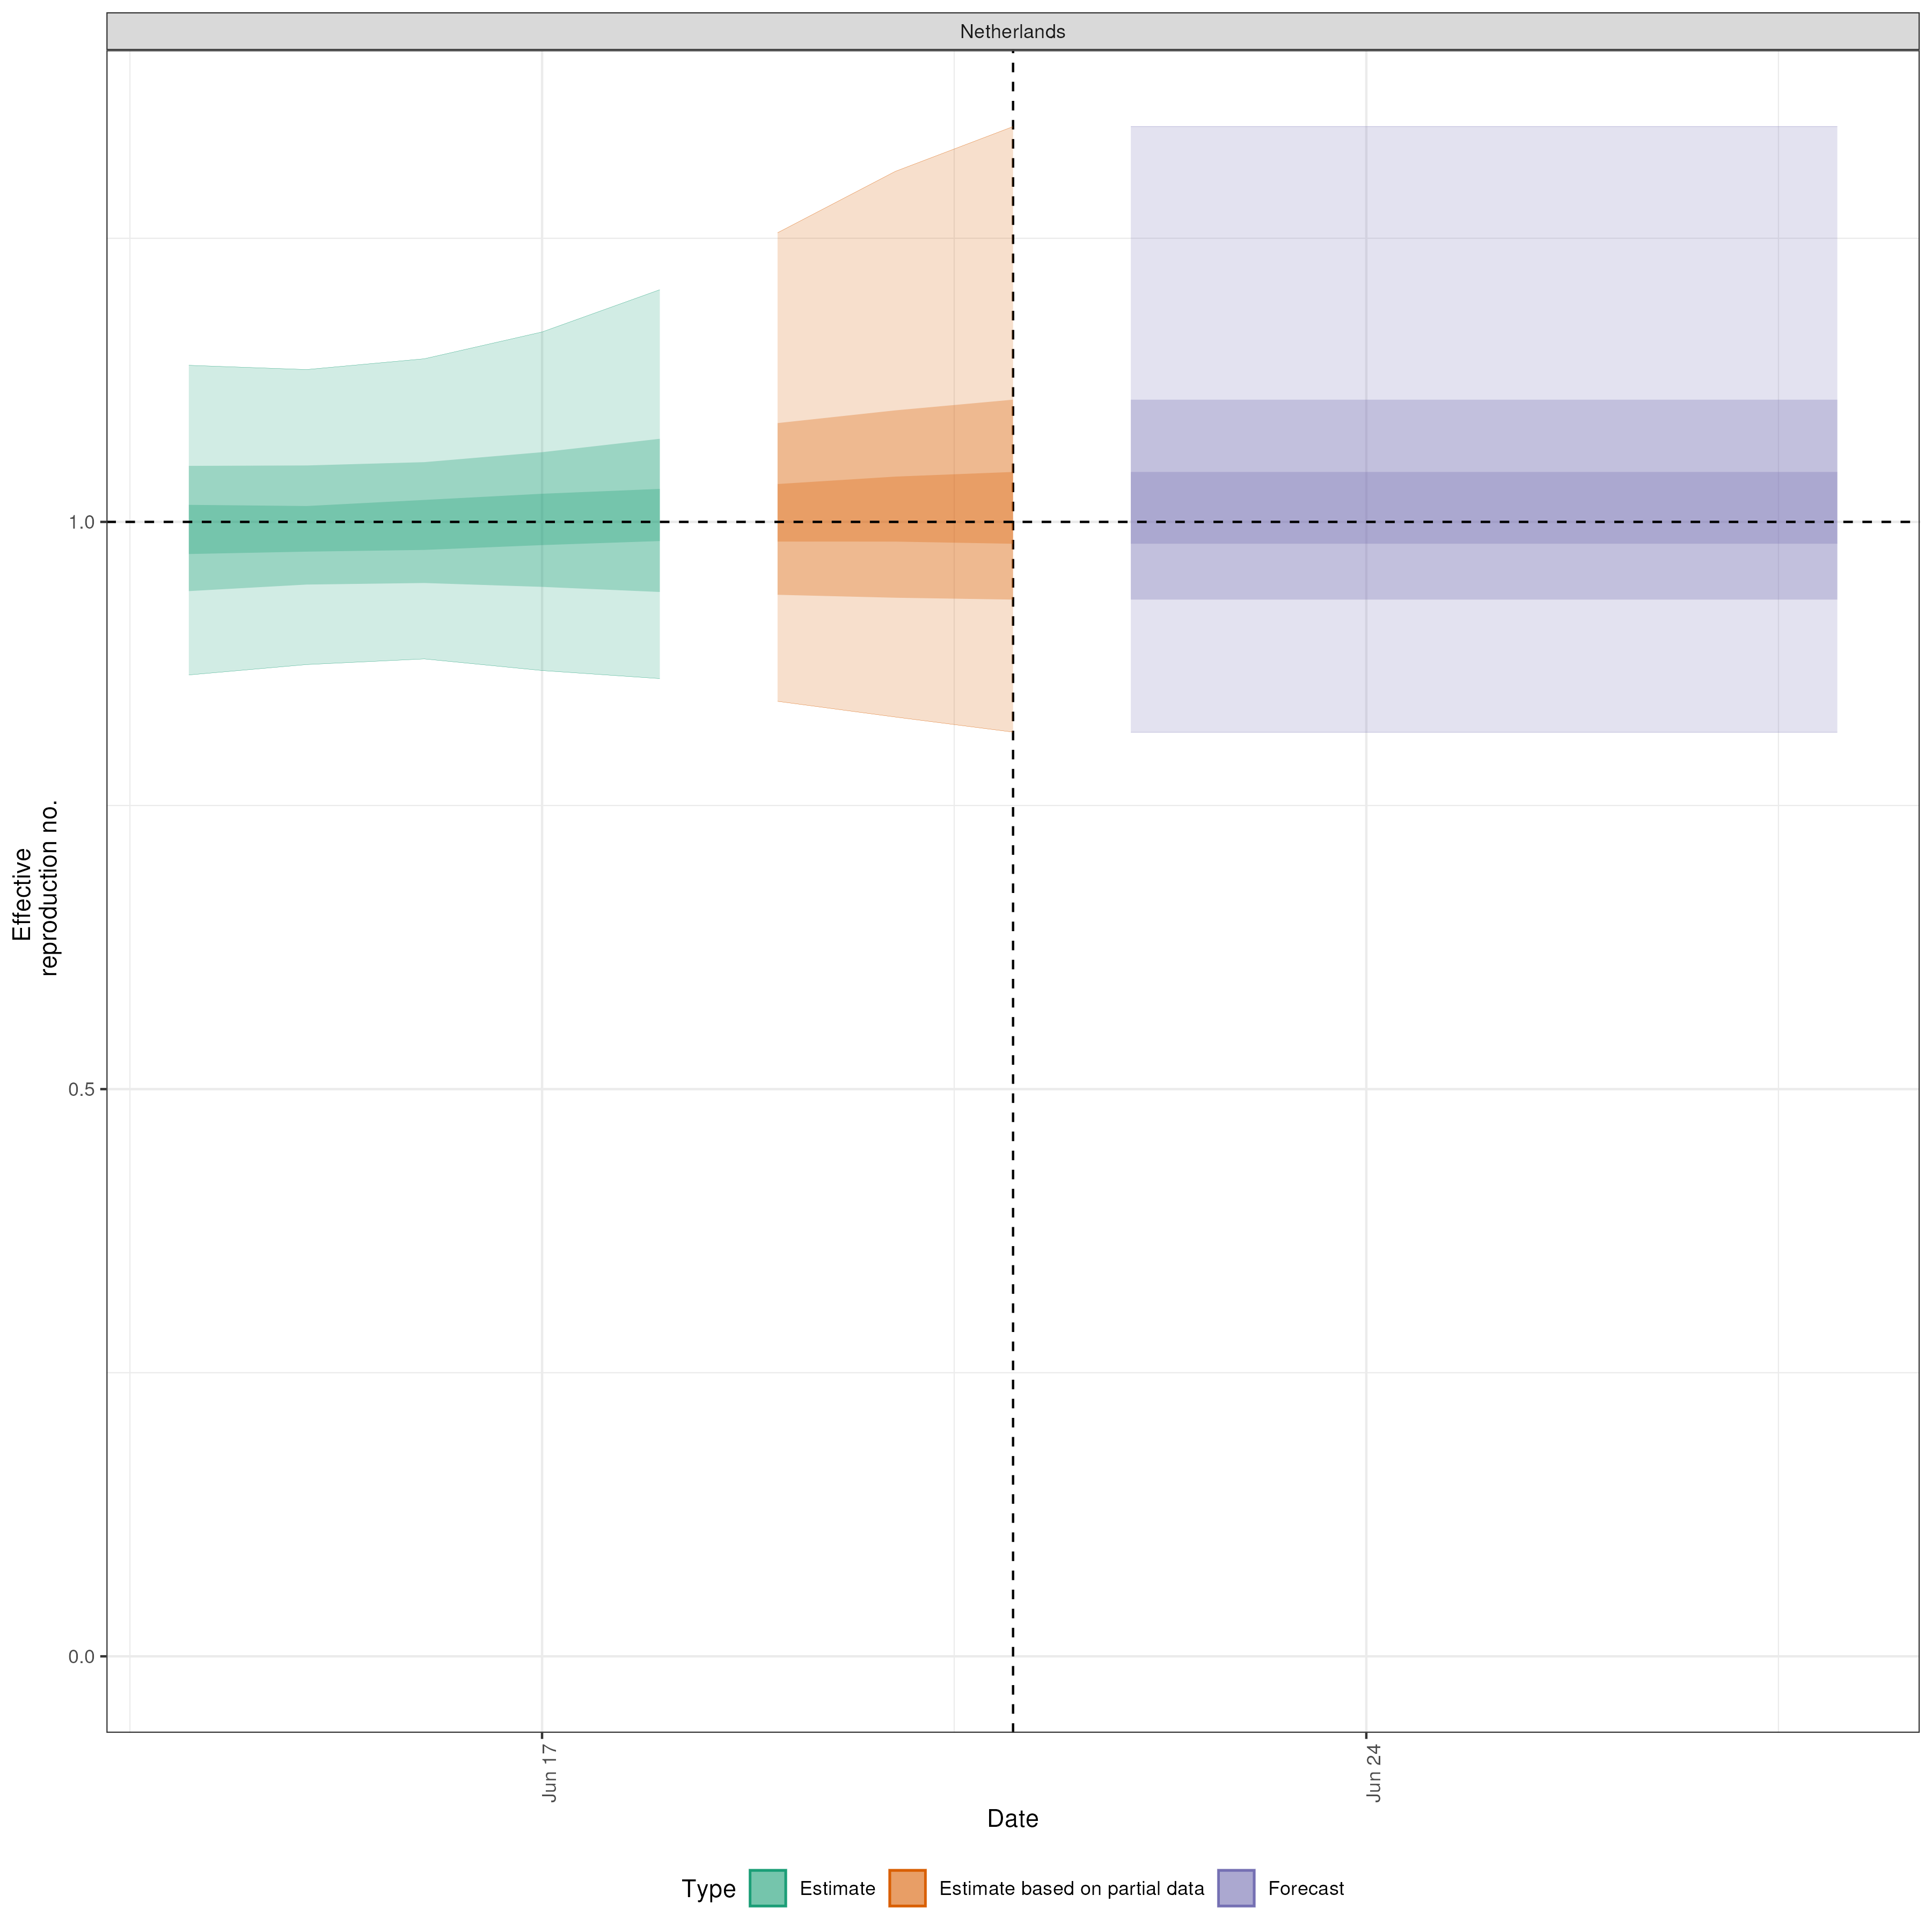 Netherlands
1.0
0.5
0.0
Effective
reproduction no.
Jun 17
Jun 24
Date
Type
Estimate
Estimate based on partial data
Forecast